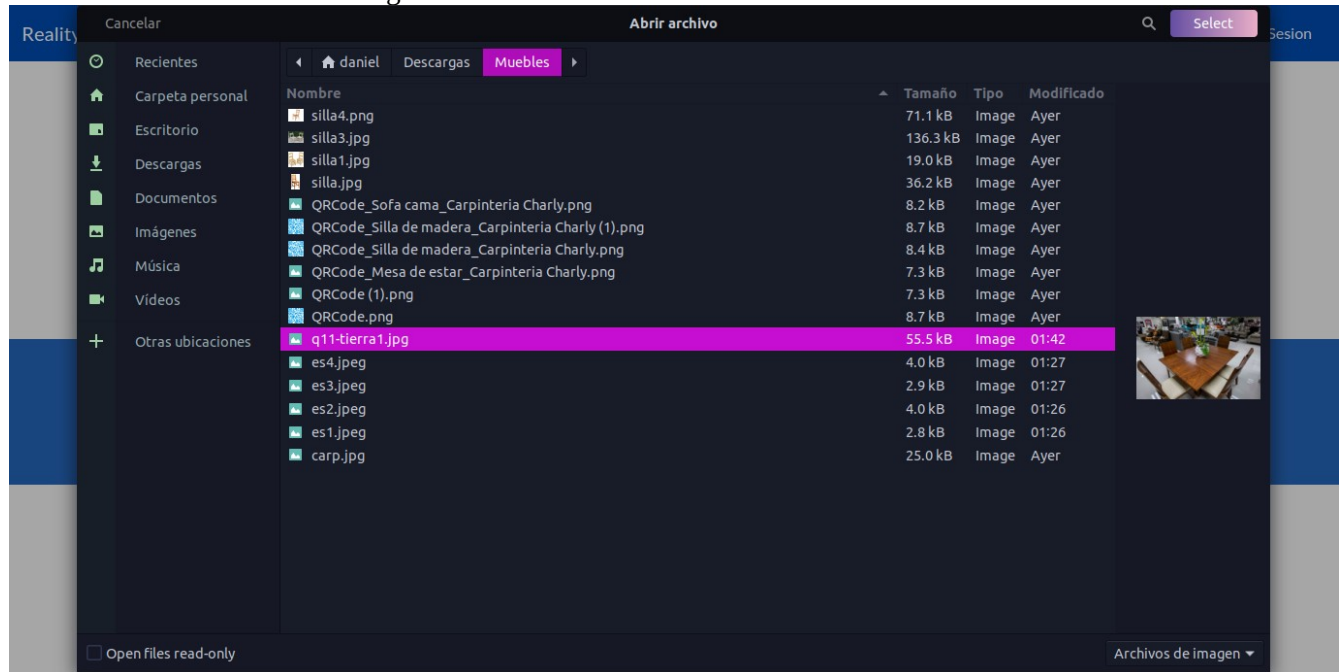 Reality
Cancelar
Abrir archivo
Select
Sesion
Recientes
Carpeta personal
Escritorio
Descargas
Documentos
Imágenes
Música
Vídeos
Otras ubicaciones
daniel Descargas Muebles
Nombre Tamaño Tipo Modificado
silla4.png 71.1 kB Image Ayer
silla3.jpg 136.3 kB Image Ayer
silla1.jpg 19.0 kB Image Ayer
silla.jpg 36.2 kB Image Ayer
QRCode_Sofa cama_Carpinteria Charly.png 8.2 kB Image Ayer
QRCode_Silla de madera_Carpinteria Charly (1).png 8.7 kB Image Ayer
QRCode_Silla de madera_Carpinteria Charly.png 8.4 kB Image Ayer
QRCode_Mesa de estar_Carpinteria Charly.png 7.3 kB Image Ayer
QRCode (1).png 7.3 kB Image Ayer
QRCode.png 8.7 kB Image Ayer
q11-tierra1.jpg 55.5 kB Image 01:42
es4.jpeg 4.0 kB Image 01:27
es3.jpeg 2.9 kB Image 01:27
es2.jpeg 4.0 kB Image 01:26
es1.jpeg 2.8 kB Image 01:26
carp.jpg 25.0 kB Image Ayer
Open files read-only
Archivos de imagen